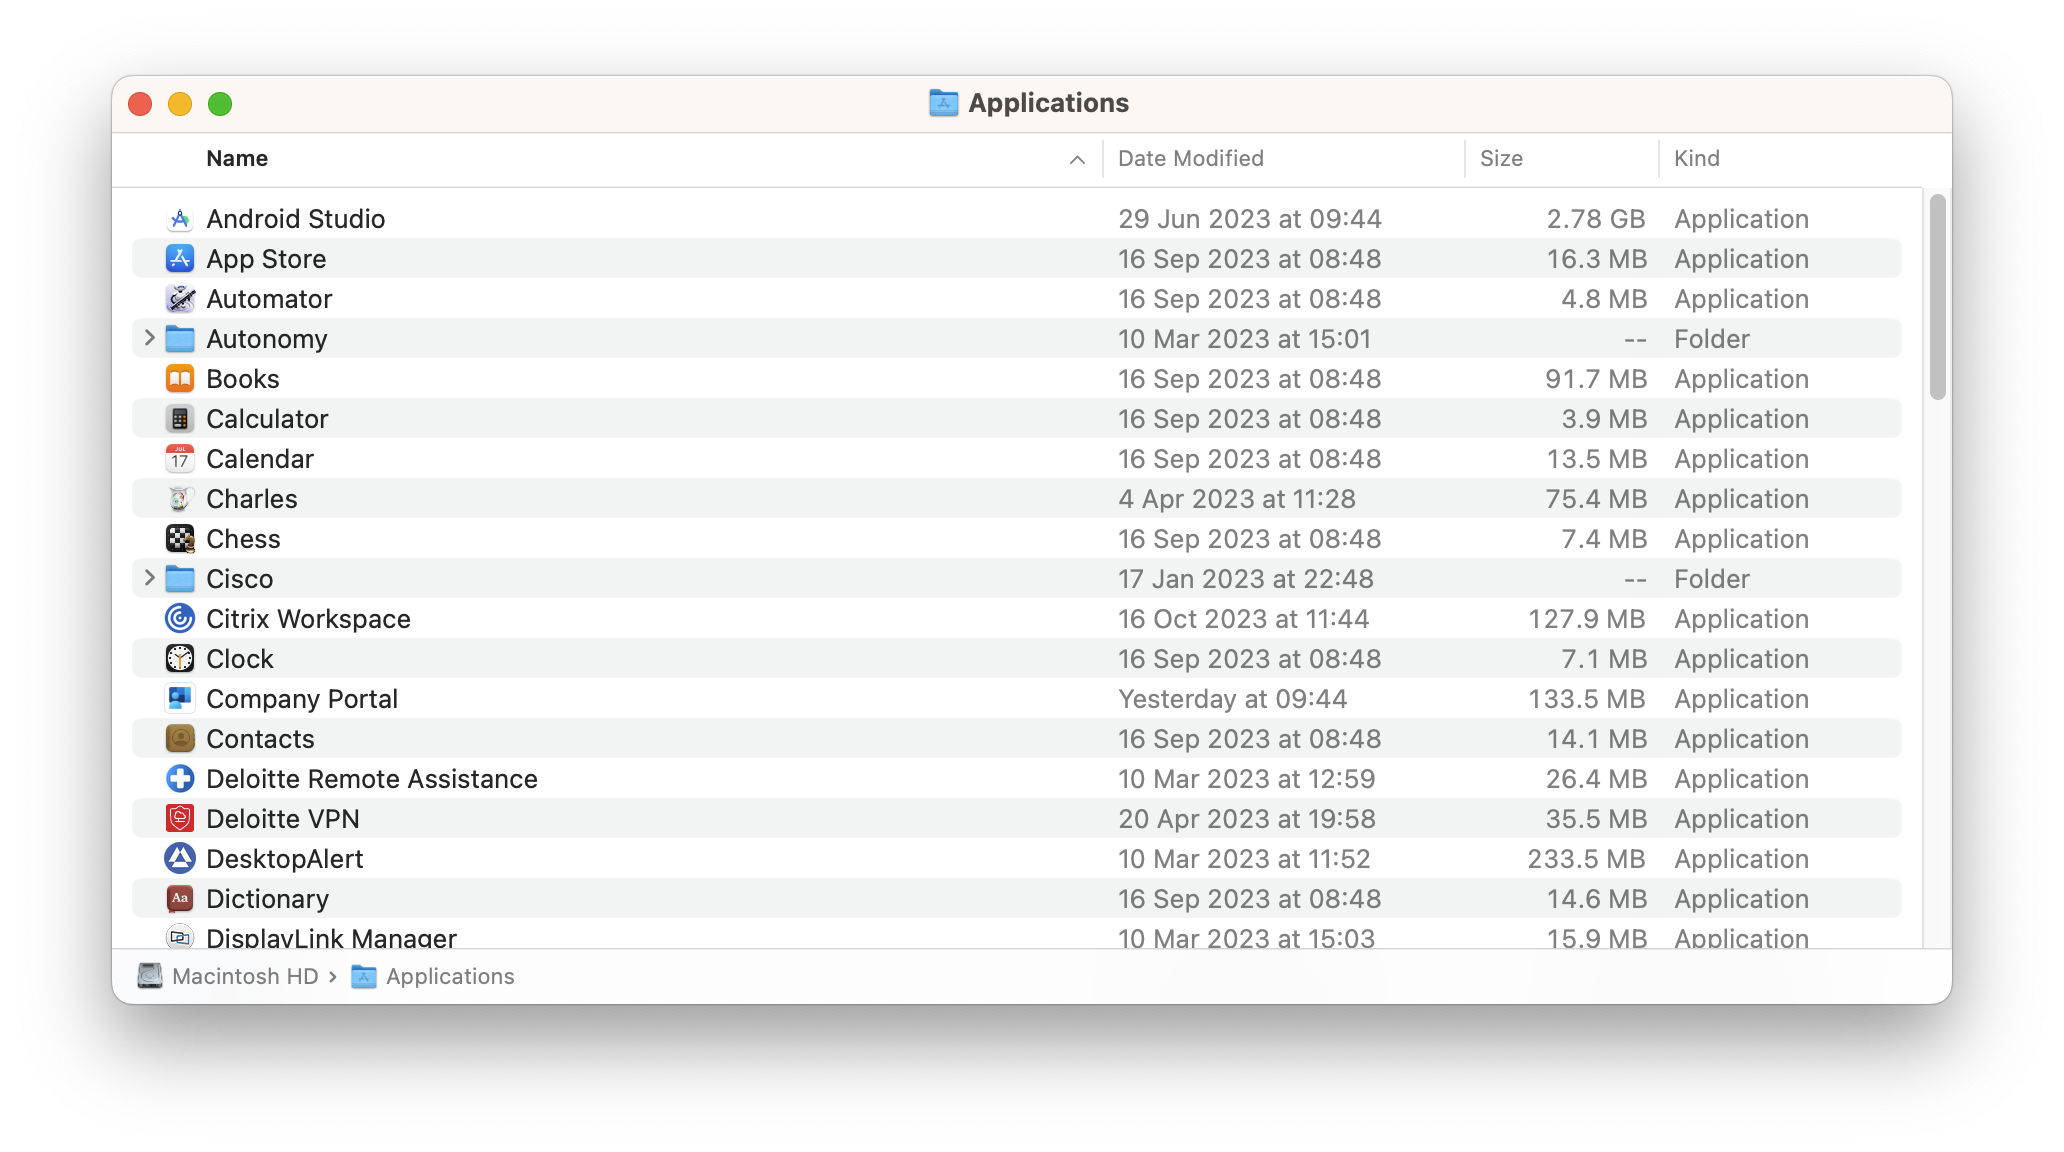 Applications
Name Date Modified Size Kind
Android Studio 29 Jun 2023 at 09:44 2.78 GB Application
App Store 16 Sep 2023 at 08:48 16.3 MB Application
Automator 16 Sep 2023 at 08:48 4.8 MB Application
Autonomy 10 Mar 2023 at 15:01 -- Folder
Books 16 Sep 2023 at 08:48 91.7 MB Application
Calculator 16 Sep 2023 at 08:48 3.9 MB Application
JUL
17 Calendar 16 Sep 2023 at 08:48 13.5 MB Application
Charles 4 Apr 2023 at 11:28 75.4 MB Application
Chess 16 Sep 2023 at 08:48 7.4 MB Application
Cisco 17 Jan 2023 at 22:48 -- Folder
Citrix Workspace 16 Oct 2023 at 11:44 127.9 MB Application
Clock 16 Sep 2023 at 08:48 7.1 MB Application
Company Portal Yesterday at 09:44 133.5 MB Application
Contacts 16 Sep 2023 at 08:48 14.1 MB Application
Deloitte Remote Assistance 10 Mar 2023 at 12:59 26.4 MB Application
Deloitte VPN 20 Apr 2023 at 19:58 35.5 MB Application
DesktopAlert 10 Mar 2023 at 11:52 233.5 MB Application
Aa Dictionary 16 Sep 2023 at 08:48 14.6 MB Application
DisplayLink Manager 10 Mar 2023 at 15:03 15.9 MB Application
Macintosh HD › Applications